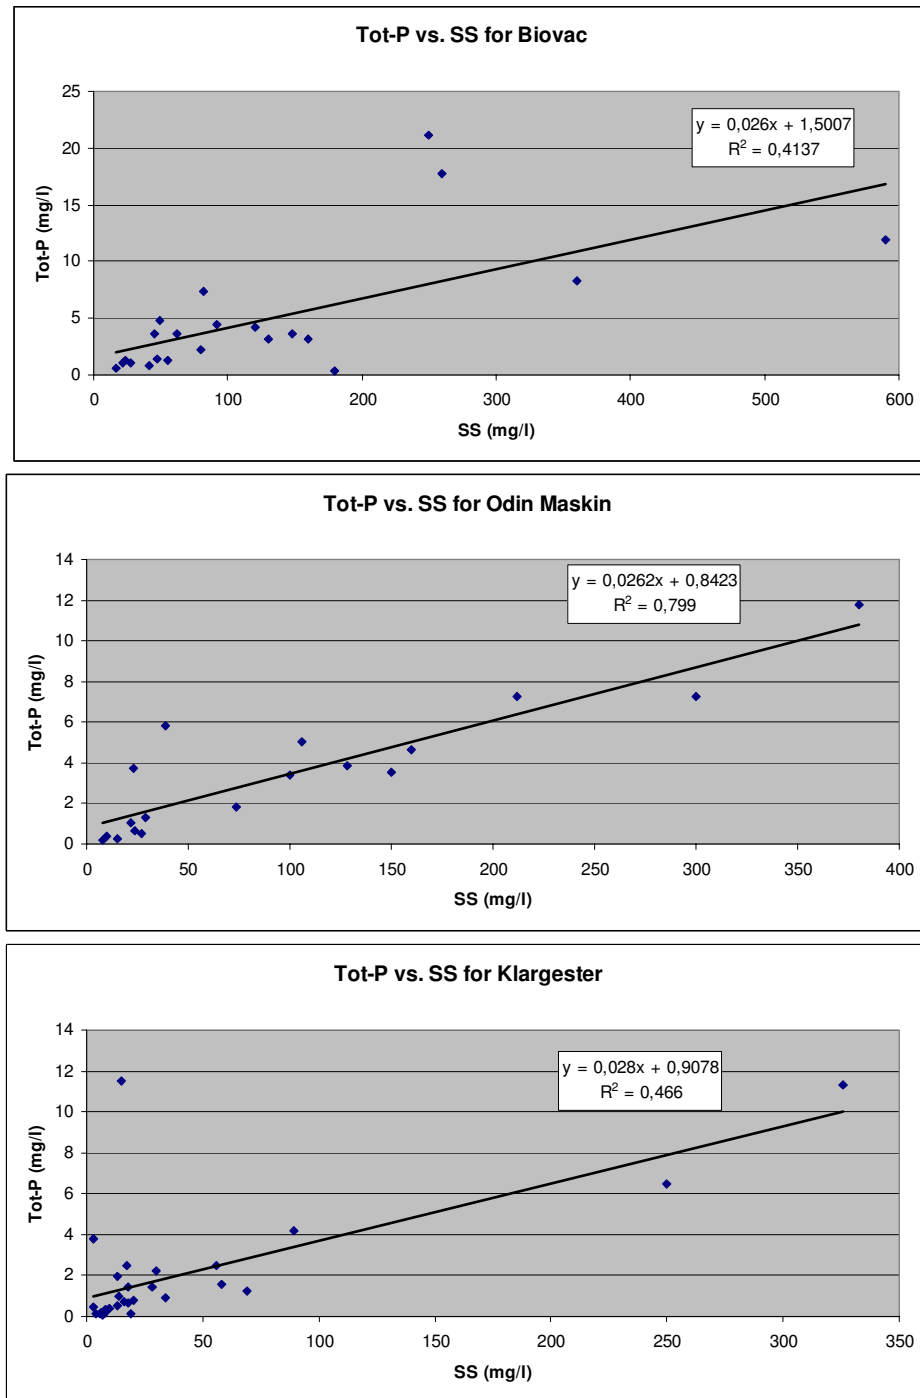 Tot-P vs. SS for Biovac
25
20
15
10
5
0
Tot-P (mg/l)
y = 0,026x + 1,5007
R² = 0,4137
0 100 200 300 400 500 600
SS (mg/l)
Tot-P vs. SS for Odin Maskin
14
12
10
8
6
4
2
0
Tot-P (mg/l)
y = 0,0262x + 0,8423
R² = 0,799
0 50 100 150 200 250 300 350 400
SS (mg/l)
Tot-P vs. SS for Klargester
14
12
10
8
6
4
2
0
Tot-P (mg/l)
y = 0,028x + 0,9078
R² = 0,466
0 50 100 150 200 250 300 350
SS (mg/l)